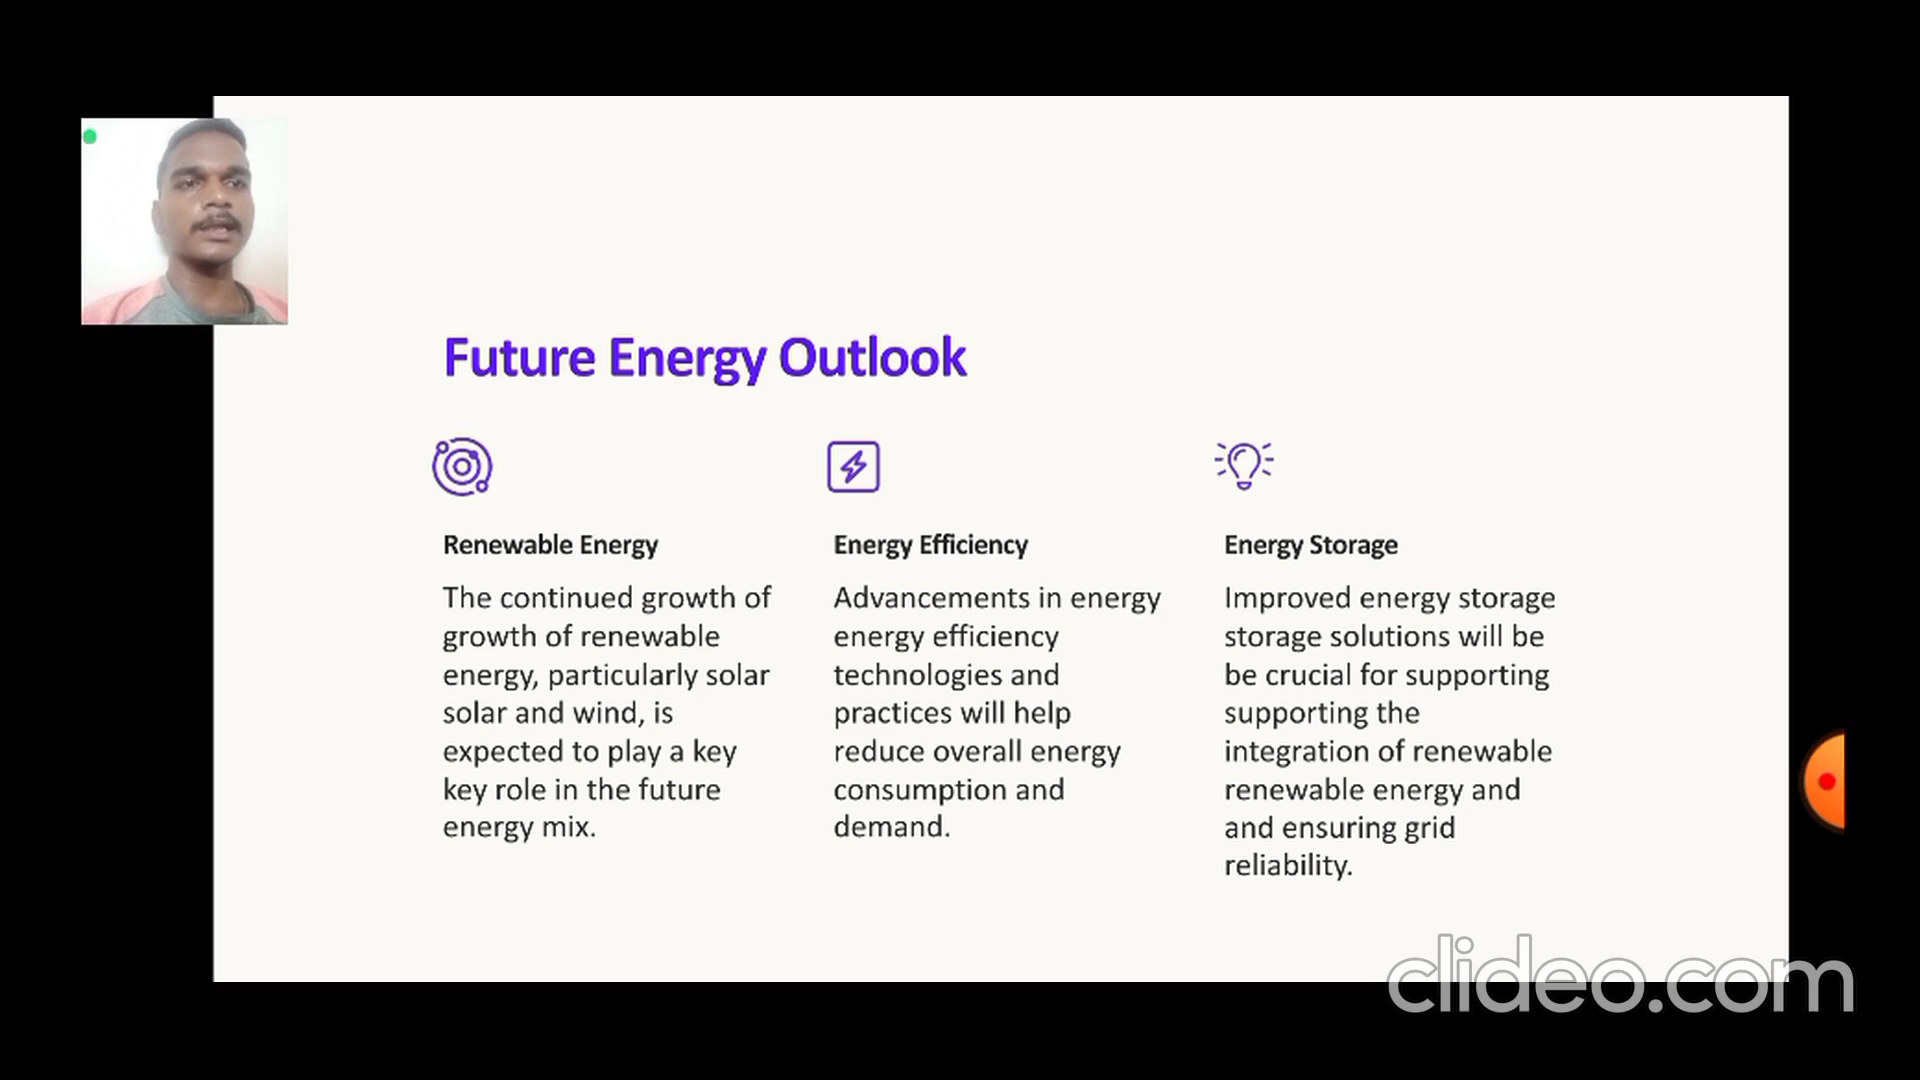 Future Energy Outlook
Renewable Energy
The continued growth of
growth of renewable
energy, particularly solar
solar and wind, is
expected to play a key
key role in the future
energy mix.
Energy Efficiency
Advancements in energy
energy efficiency
technologies and
practices will help
reduce overall energy
consumption and
demand.
Energy Storage
Improved energy storage
storage solutions will be
be crucial for supporting
supporting the
integration of renewable
renewable energy and
and ensuring grid
reliability.
clideo.com